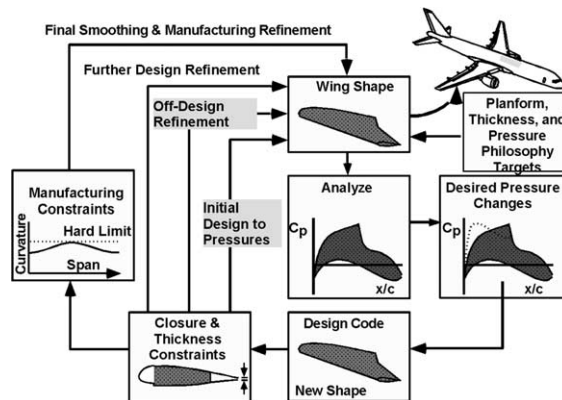 Final Smoothing & Manufacturing Refinement
Further Design Refinement
Off-Design
Refinement
Wing Shape
Planform,
Thickness, and
Pressure
Philosophy
Targets
Manufacturing
Constraints
Hard Limit
Curvature
Span
Initial
Design to
Pressures
Analyze
Cp
x/c
Desired Pressure
Changes
Cp
x/c
Closure &
Thickness
Constraints
Design Code
New Shape